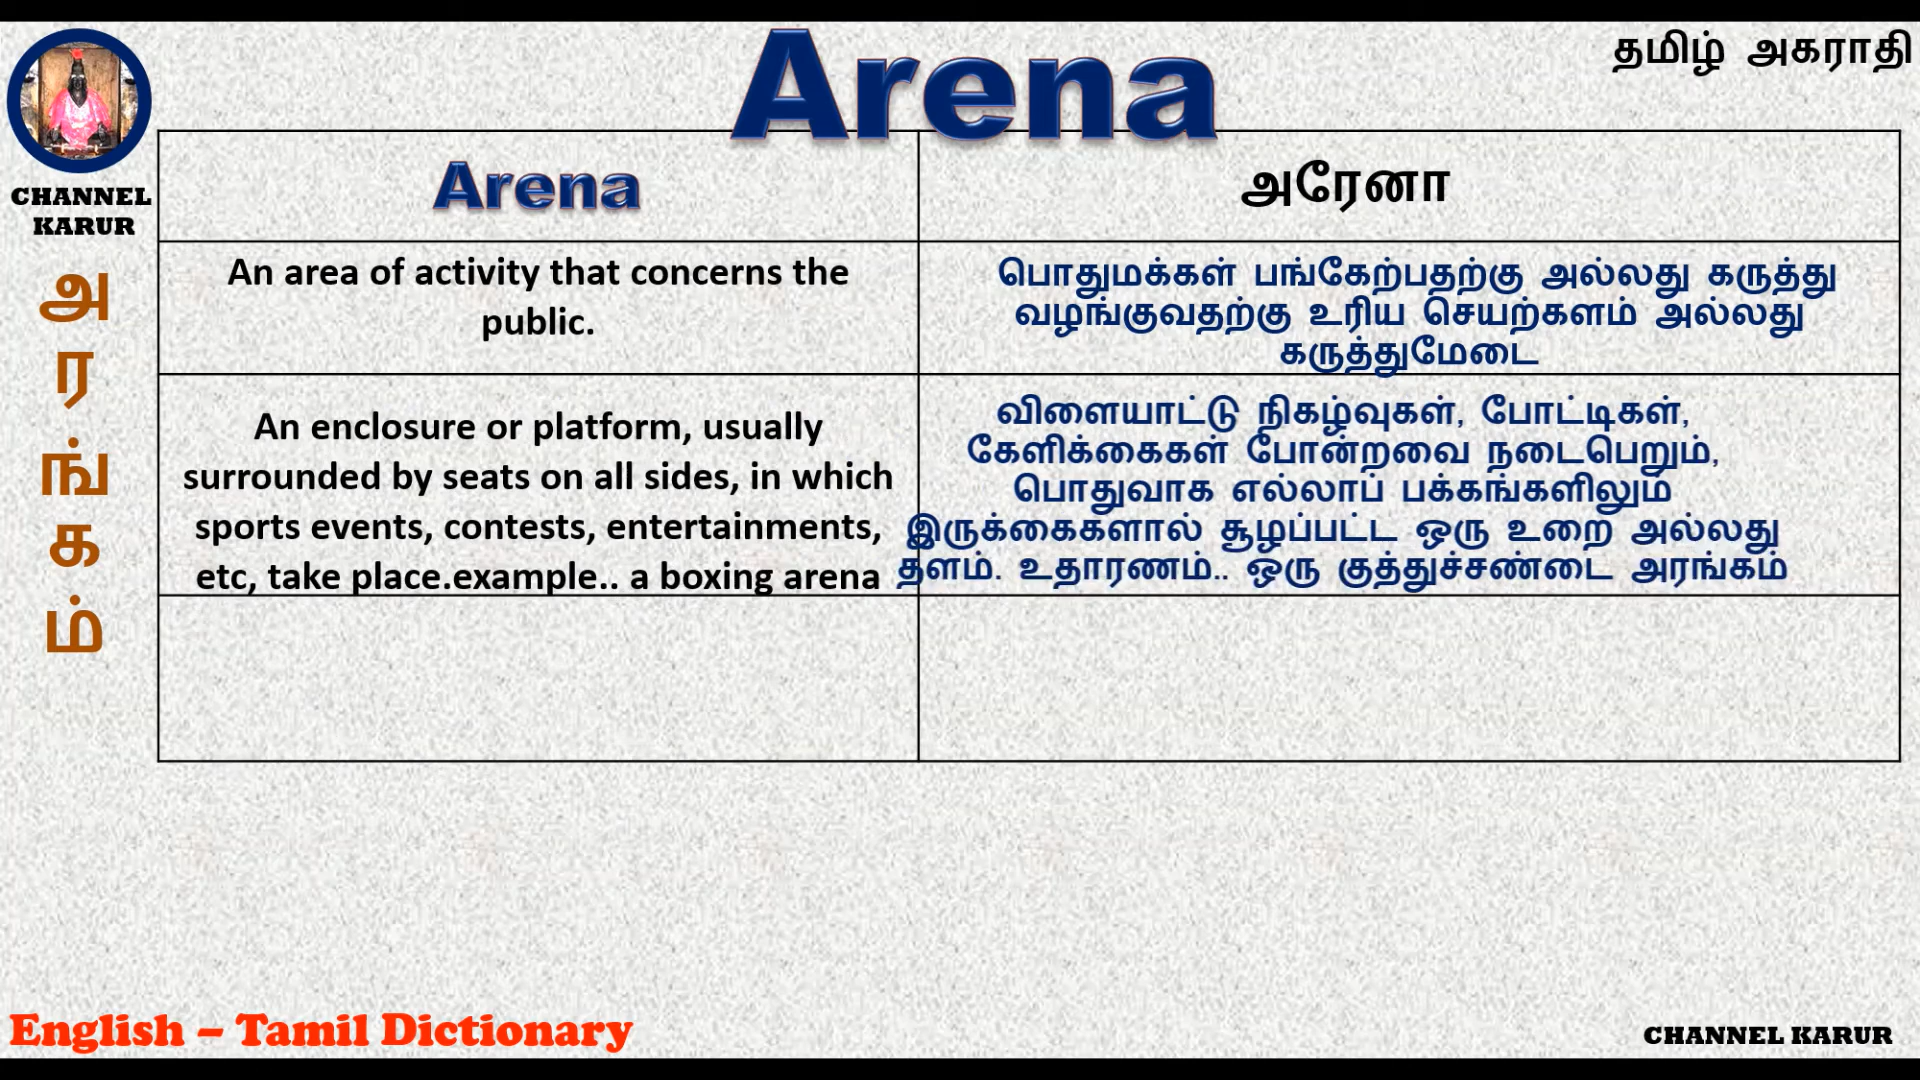 Arena
தமிழ் அகராதி
CHANNEL
KARUR
அ
ர
ங்
க
ம்
Arena
அரேனா
An area of activity that concerns the
public.
பொதுமக்கள் பங்கேற்பதற்கு அல்லது கருத்து
வழங்குவதற்கு உரிய செயற்களம் அல்லது
கருத்துமேடை
An enclosure or platform, usually
surrounded by seats on all sides, in which
sports events, contests, entertainments,
etc, take place.example.. a boxing arena
விளையாட்டு நிகழ்வுகள், போட்டிகள்,
கேளிக்கைகள் போன்றவை நடைபெறும்,
பொதுவாக எல்லாப் பக்கங்களிலும்
இருக்கைகளால் சூழப்பட்ட ஒரு உறை அல்லது
தளம். உதாரணம்.. ஒரு குத்துச்சண்டை அரங்கம்
English – Tamil Dictionary
CHANNEL KARUR